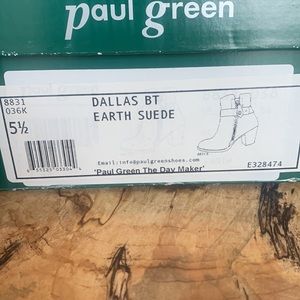 paul green
8831
036K
5½
DALLAS BT
EARTH SUEDE
Email:info@paulgreenshoes.com
'Paul Green The Day Maker'
E328474